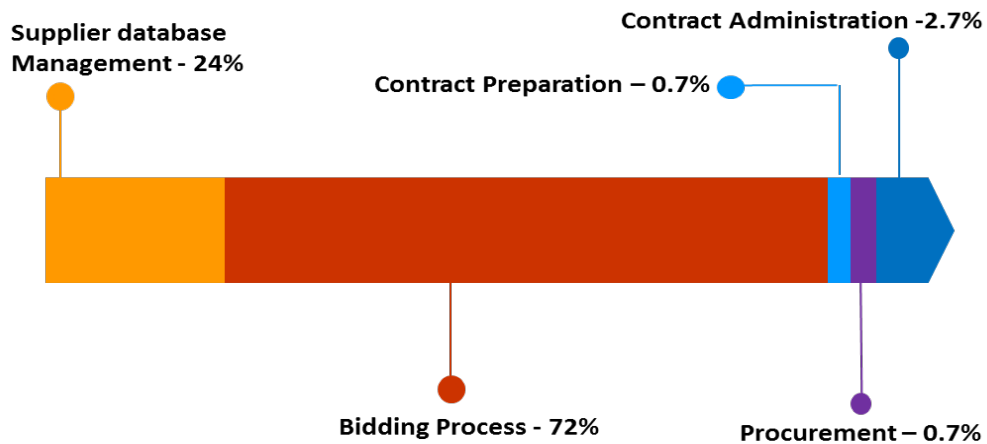 Supplier database
Management - 24%
Contract Administration -2.7%
Contract Preparation – 0.7%
Bidding Process - 72%
Procurement – 0.7%